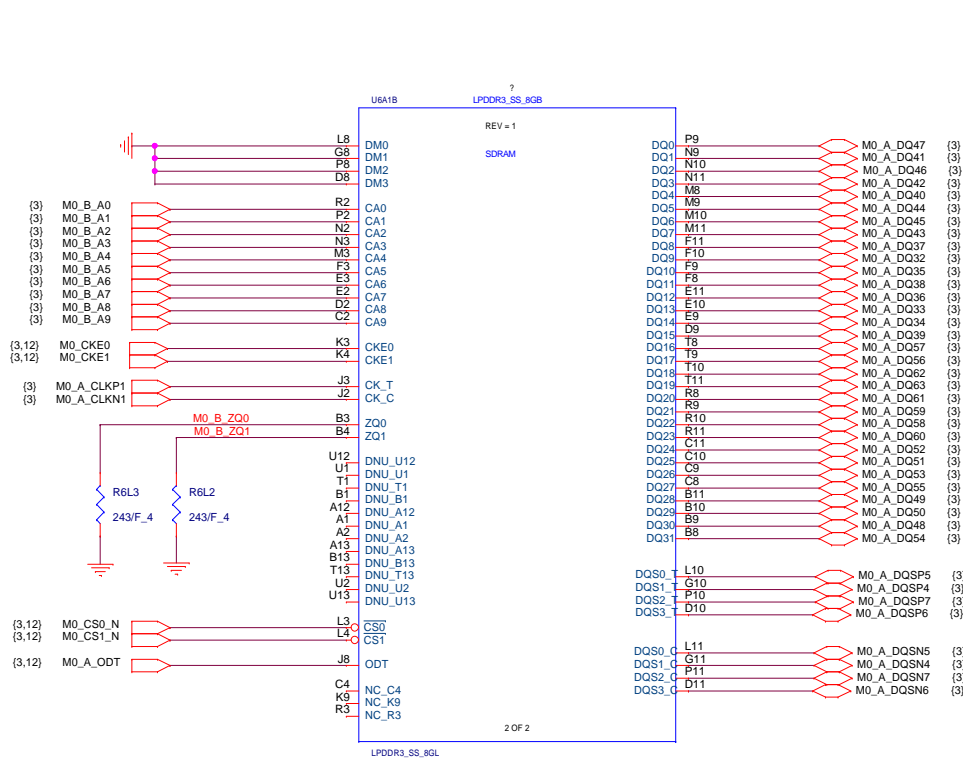 ?
U6A1B LPDDR3_SS_8GB
REV = 1
SDRAM
L8 DM0
G8 DM1
P8 DM2
D8 DM3
{3} M0_B_A0 R2 CA0
{3} M0_B_A1 P2 CA1
{3} M0_B_A2 N2 CA2
{3} M0_B_A3 N3 CA3
{3} M0_B_A4 M3 CA4
{3} M0_B_A5 F3 CA5
{3} M0_B_A6 E3 CA6
{3} M0_B_A7 E2 CA7
{3} M0_B_A8 D2 CA8
{3} M0_B_A9 C2 CA9
{3,12} M0_CKE0 K3 CKE0
{3,12} M0_CKE1 K4 CKE1
{3} M0_A_CLKP1 J3 CK_T
{3} M0_A_CLKN1 J2 CK_C
M0_B_ZQ0 B3 ZQ0
M0_B_ZQ1 B4 ZQ1
R6L3
243/F_4
R6L2
243/F_4
U12 DNU_U12
U1 DNU_U1
T1 DNU_T1
B1 DNU_B1
A12 DNU_A12
A1 DNU_A1
A2 DNU_A2
A13 DNU_A13
B13 DNU_B13
T13 DNU_T13
U2 DNU_U2
U13 DNU_U13
{3,12} M0_CS0_N L3 CS0
{3,12} M0_CS1_N L4 CS1
{3,12} M0_A_ODT J8 ODT
C4 NC_C4
K9 NC_K9
R3 NC_R3
DQ0 P9 M0_A_DQ47 {3}
DQ1 N9 M0_A_DQ41 {3}
DQ2 N10 M0_A_DQ46 {3}
DQ3 N11 M0_A_DQ42 {3}
DQ4 M8 M0_A_DQ40 {3}
DQ5 M9 M0_A_DQ44 {3}
DQ6 M10 M0_A_DQ45 {3}
DQ7 M11 M0_A_DQ43 {3}
DQ8 F11 M0_A_DQ37 {3}
DQ9 F10 M0_A_DQ32 {3}
DQ10 F9 M0_A_DQ35 {3}
DQ11 F8 M0_A_DQ38 {3}
DQ12 E11 M0_A_DQ36 {3}
DQ13 E10 M0_A_DQ33 {3}
DQ14 E9 M0_A_DQ34 {3}
DQ15 D9 M0_A_DQ39 {3}
DQ16 T8 M0_A_DQ57 {3}
DQ17 T9 M0_A_DQ56 {3}
DQ18 T10 M0_A_DQ62 {3}
DQ19 T11 M0_A_DQ63 {3}
DQ20 R8 M0_A_DQ61 {3}
DQ21 R9 M0_A_DQ59 {3}
DQ22 R10 M0_A_DQ58 {3}
DQ23 R11 M0_A_DQ60 {3}
DQ24 C11 M0_A_DQ52 {3}
DQ25 C10 M0_A_DQ51 {3}
DQ26 C9 M0_A_DQ53 {3}
DQ27 C8 M0_A_DQ55 {3}
DQ28 B11 M0_A_DQ49 {3}
DQ29 B10 M0_A_DQ50 {3}
DQ30 B9 M0_A_DQ48 {3}
DQ31 B8 M0_A_DQ54 {3}
DQS0_T L10 M0_A_DQSP5 {3}
DQS1_T G10 M0_A_DQSP4 {3}
DQS2_T P10 M0_A_DQSP7 {3}
DQS3_T D10 M0_A_DQSP6 {3}
DQS0_C L11 M0_A_DQSN5 {3}
DQS1_C G11 M0_A_DQSN4 {3}
DQS2_C P11 M0_A_DQSN7 {3}
DQS3_C D11 M0_A_DQSN6 {3}
2 OF 2
LPDDR3_SS_8GL